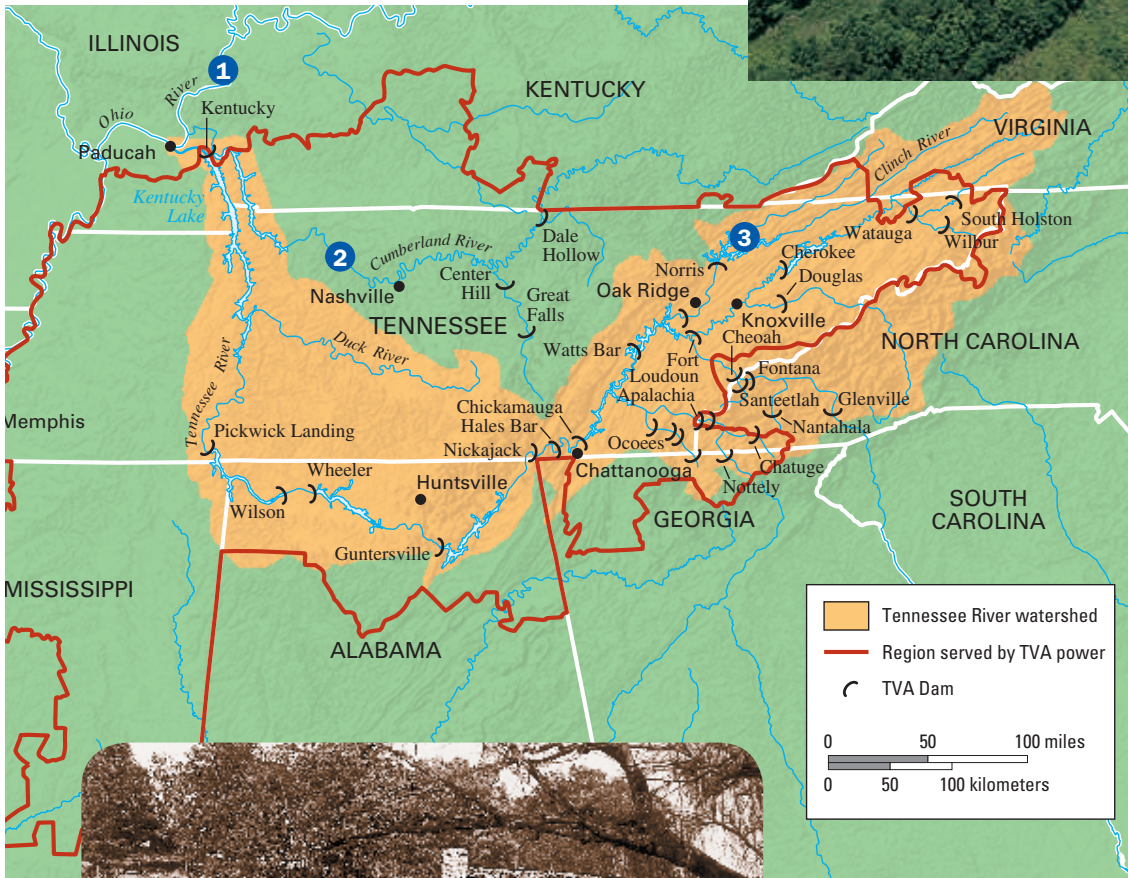 ILLINOIS
1
River
Ohio
Kentucky
Paducah
Kentucky
Lake
KENTUCKY
VIRGINIA
Clinch River
South Holston
Watauga
Wilbur
2
Cumberland River
Dale
Hollow
3
Cherokee
Norris
Douglas
Center
Hill
Nashville
Oak Ridge
Great
Falls
Knoxville
TENNESSEE
NORTH CAROLINA
Duck River
Watts Bar
Cheoah
Fort
Loudoun
Fontana
Apalachia
Santeetlah
Glenville
Nantahala
Tennessee River
Memphis
Pickwick Landing
Chickamauga
Hales Bar
Nickajack
Ocoees
Chattanooga
Chatuge
Nottely
Wheeler
Huntsville
Wilson
Guntersville
GEORGIA
SOUTH
CAROLINA
MISSISSIPPI
ALABAMA
Tennessee River watershed
Region served by TVA power
TVA Dam
0 50 100 miles
0 50 100 kilometers